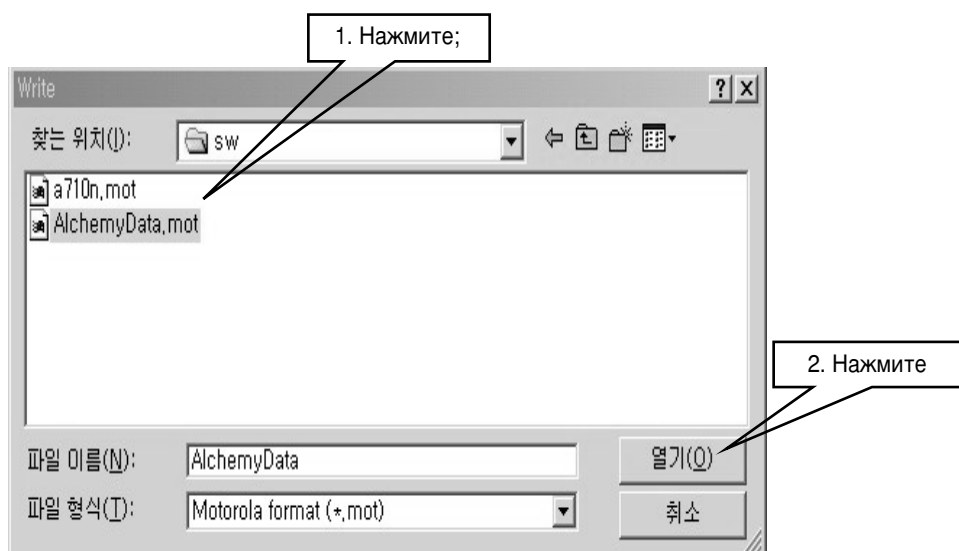 1. Нажмите;
Write
찾는 위치(I):
sw
a710n,mot
AlchemyData,mot
2. Нажмите
파일 이름(N):
AlchemyData
열기(O)
파일 형식(T):
Motorola format (*,mot)
취소